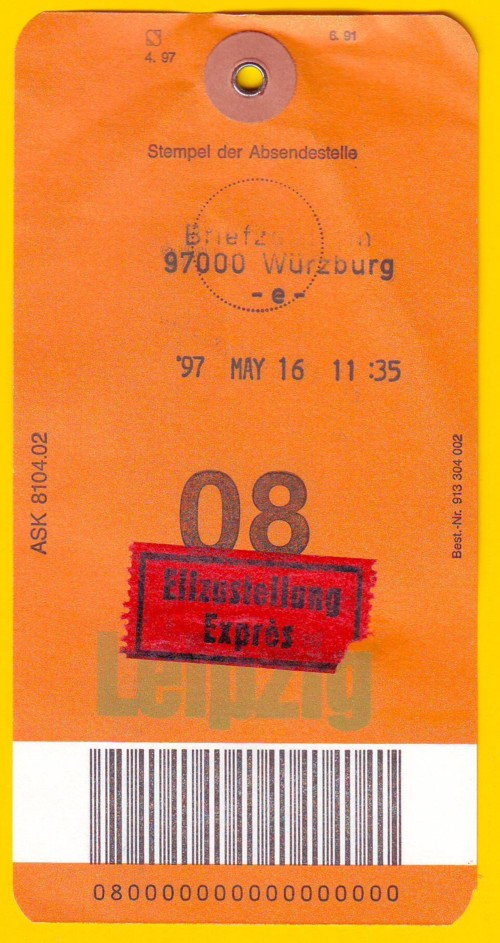 6. 91
4. 97
Stempel der Absendestelle
97000 Würzburg
- e -
'97 MAY 16 11:35
ASK 8104.02
Best.-Nr. 913 304 002
08
Eilzustellung
Exprès
Leipzig
08000000000000000000